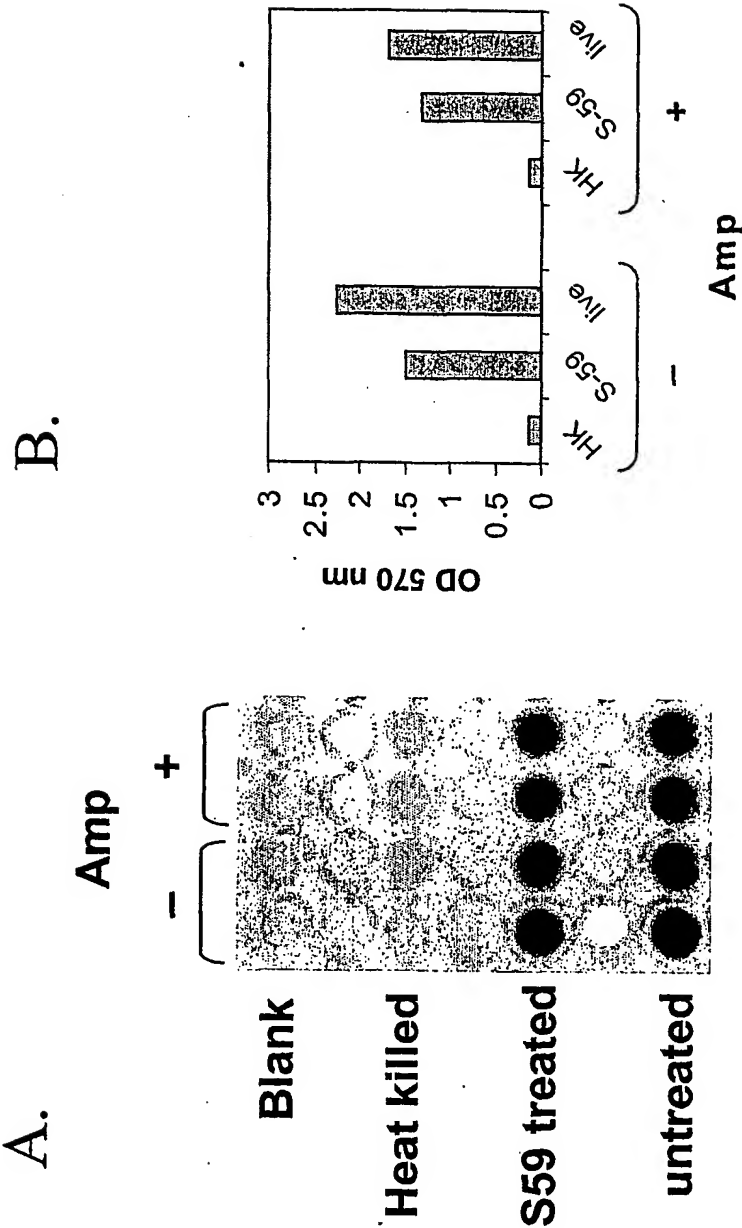 A.
Amp
− +
Blank
Heat killed
S59 treated
untreated
B.
OD 570 nm
3
2.5
2
1.5
1
0.5
0
HK S-59 live HK S-59 live
− +
Amp